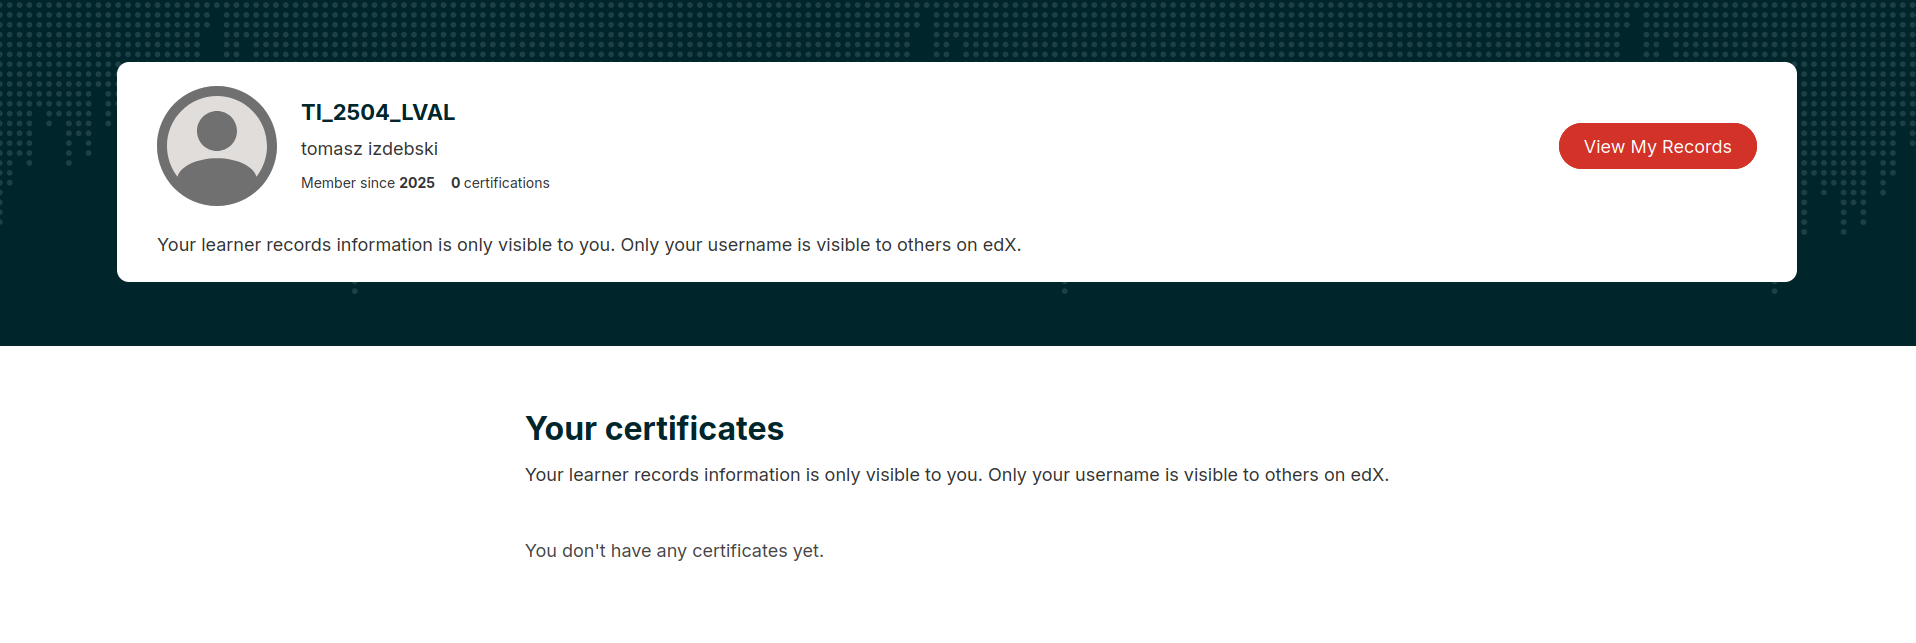 TI_2504_LVAL
tomasz izdebski
Member since 2025 0 certifications
View My Records
Your learner records information is only visible to you. Only your username is visible to others on edX.
Your certificates
Your learner records information is only visible to you. Only your username is visible to others on edX.
You don't have any certificates yet.